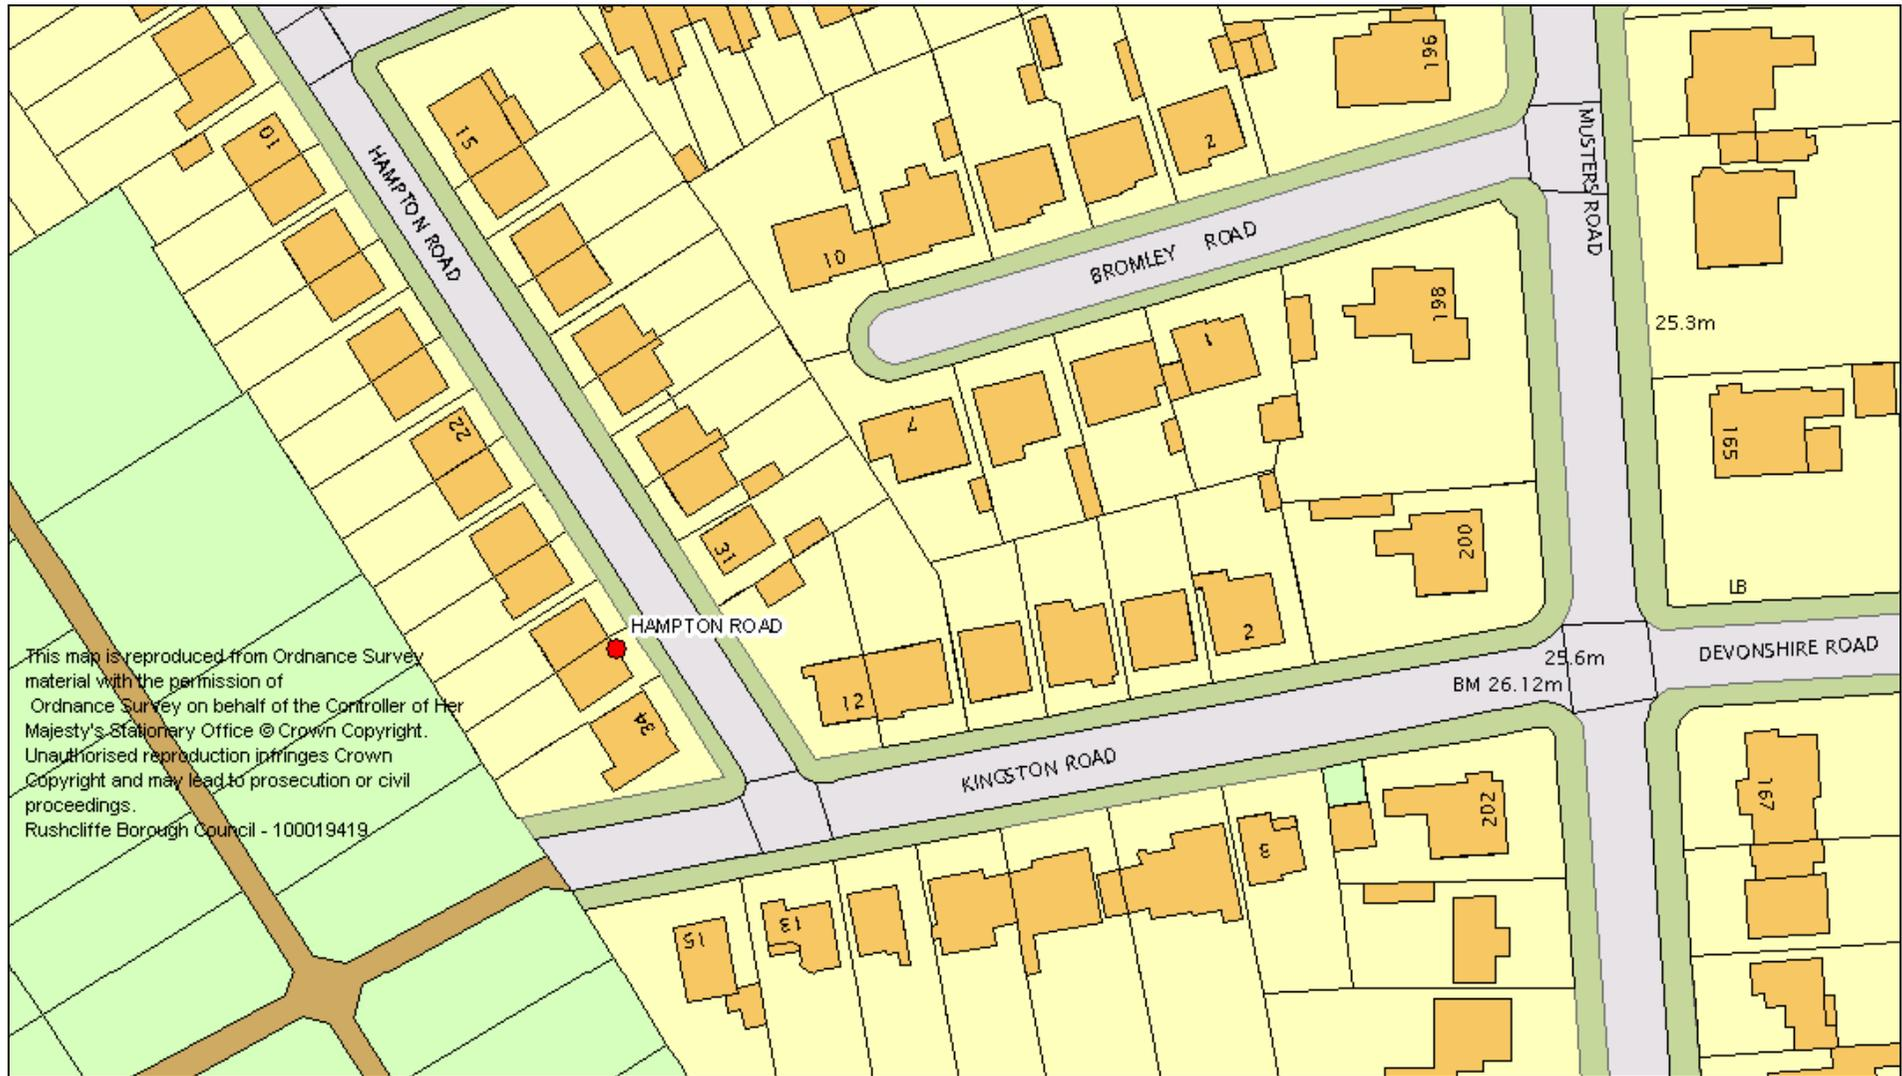 196
10
15
HAMPTON ROAD
MUSTERS ROAD
2
10
BROMLEY ROAD
198
25.3m
1
22
7
195
31
200
LB
HAMPTON ROAD
2
DEVONSHIRE ROAD
25.6m
BM 26.12m
12
34
KINGSTON ROAD
This map is reproduced from Ordnance Survey
material with the permission of
Ordnance Survey on behalf of the Controller of Her
Majesty's Stationary Office © Crown Copyright.
Unauthorised reproduction infringes Crown
Copyright and may lead to prosecution or civil
proceedings.
Rushcliffe Borough Council - 100019419
202
167
3
13
15